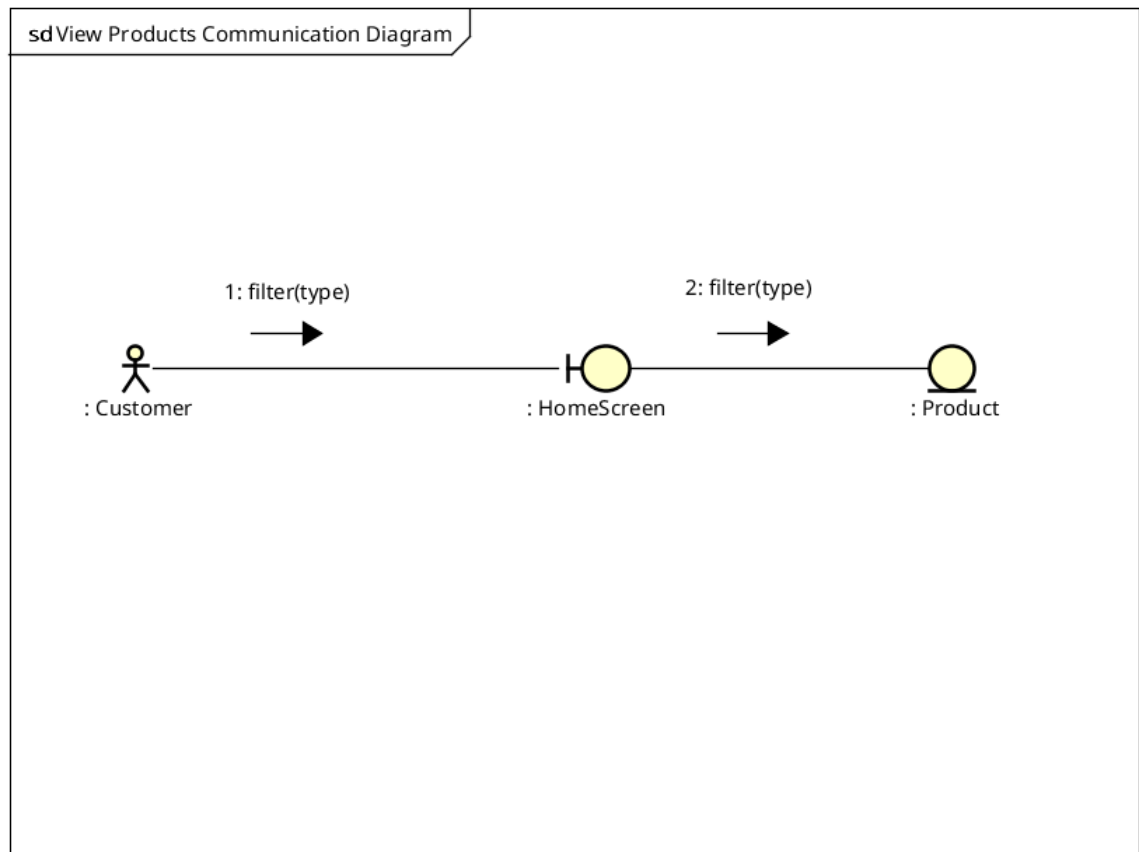 sd View Products Communication Diagram
1: filter(type)
2: filter(type)
: Customer
: HomeScreen
: Product